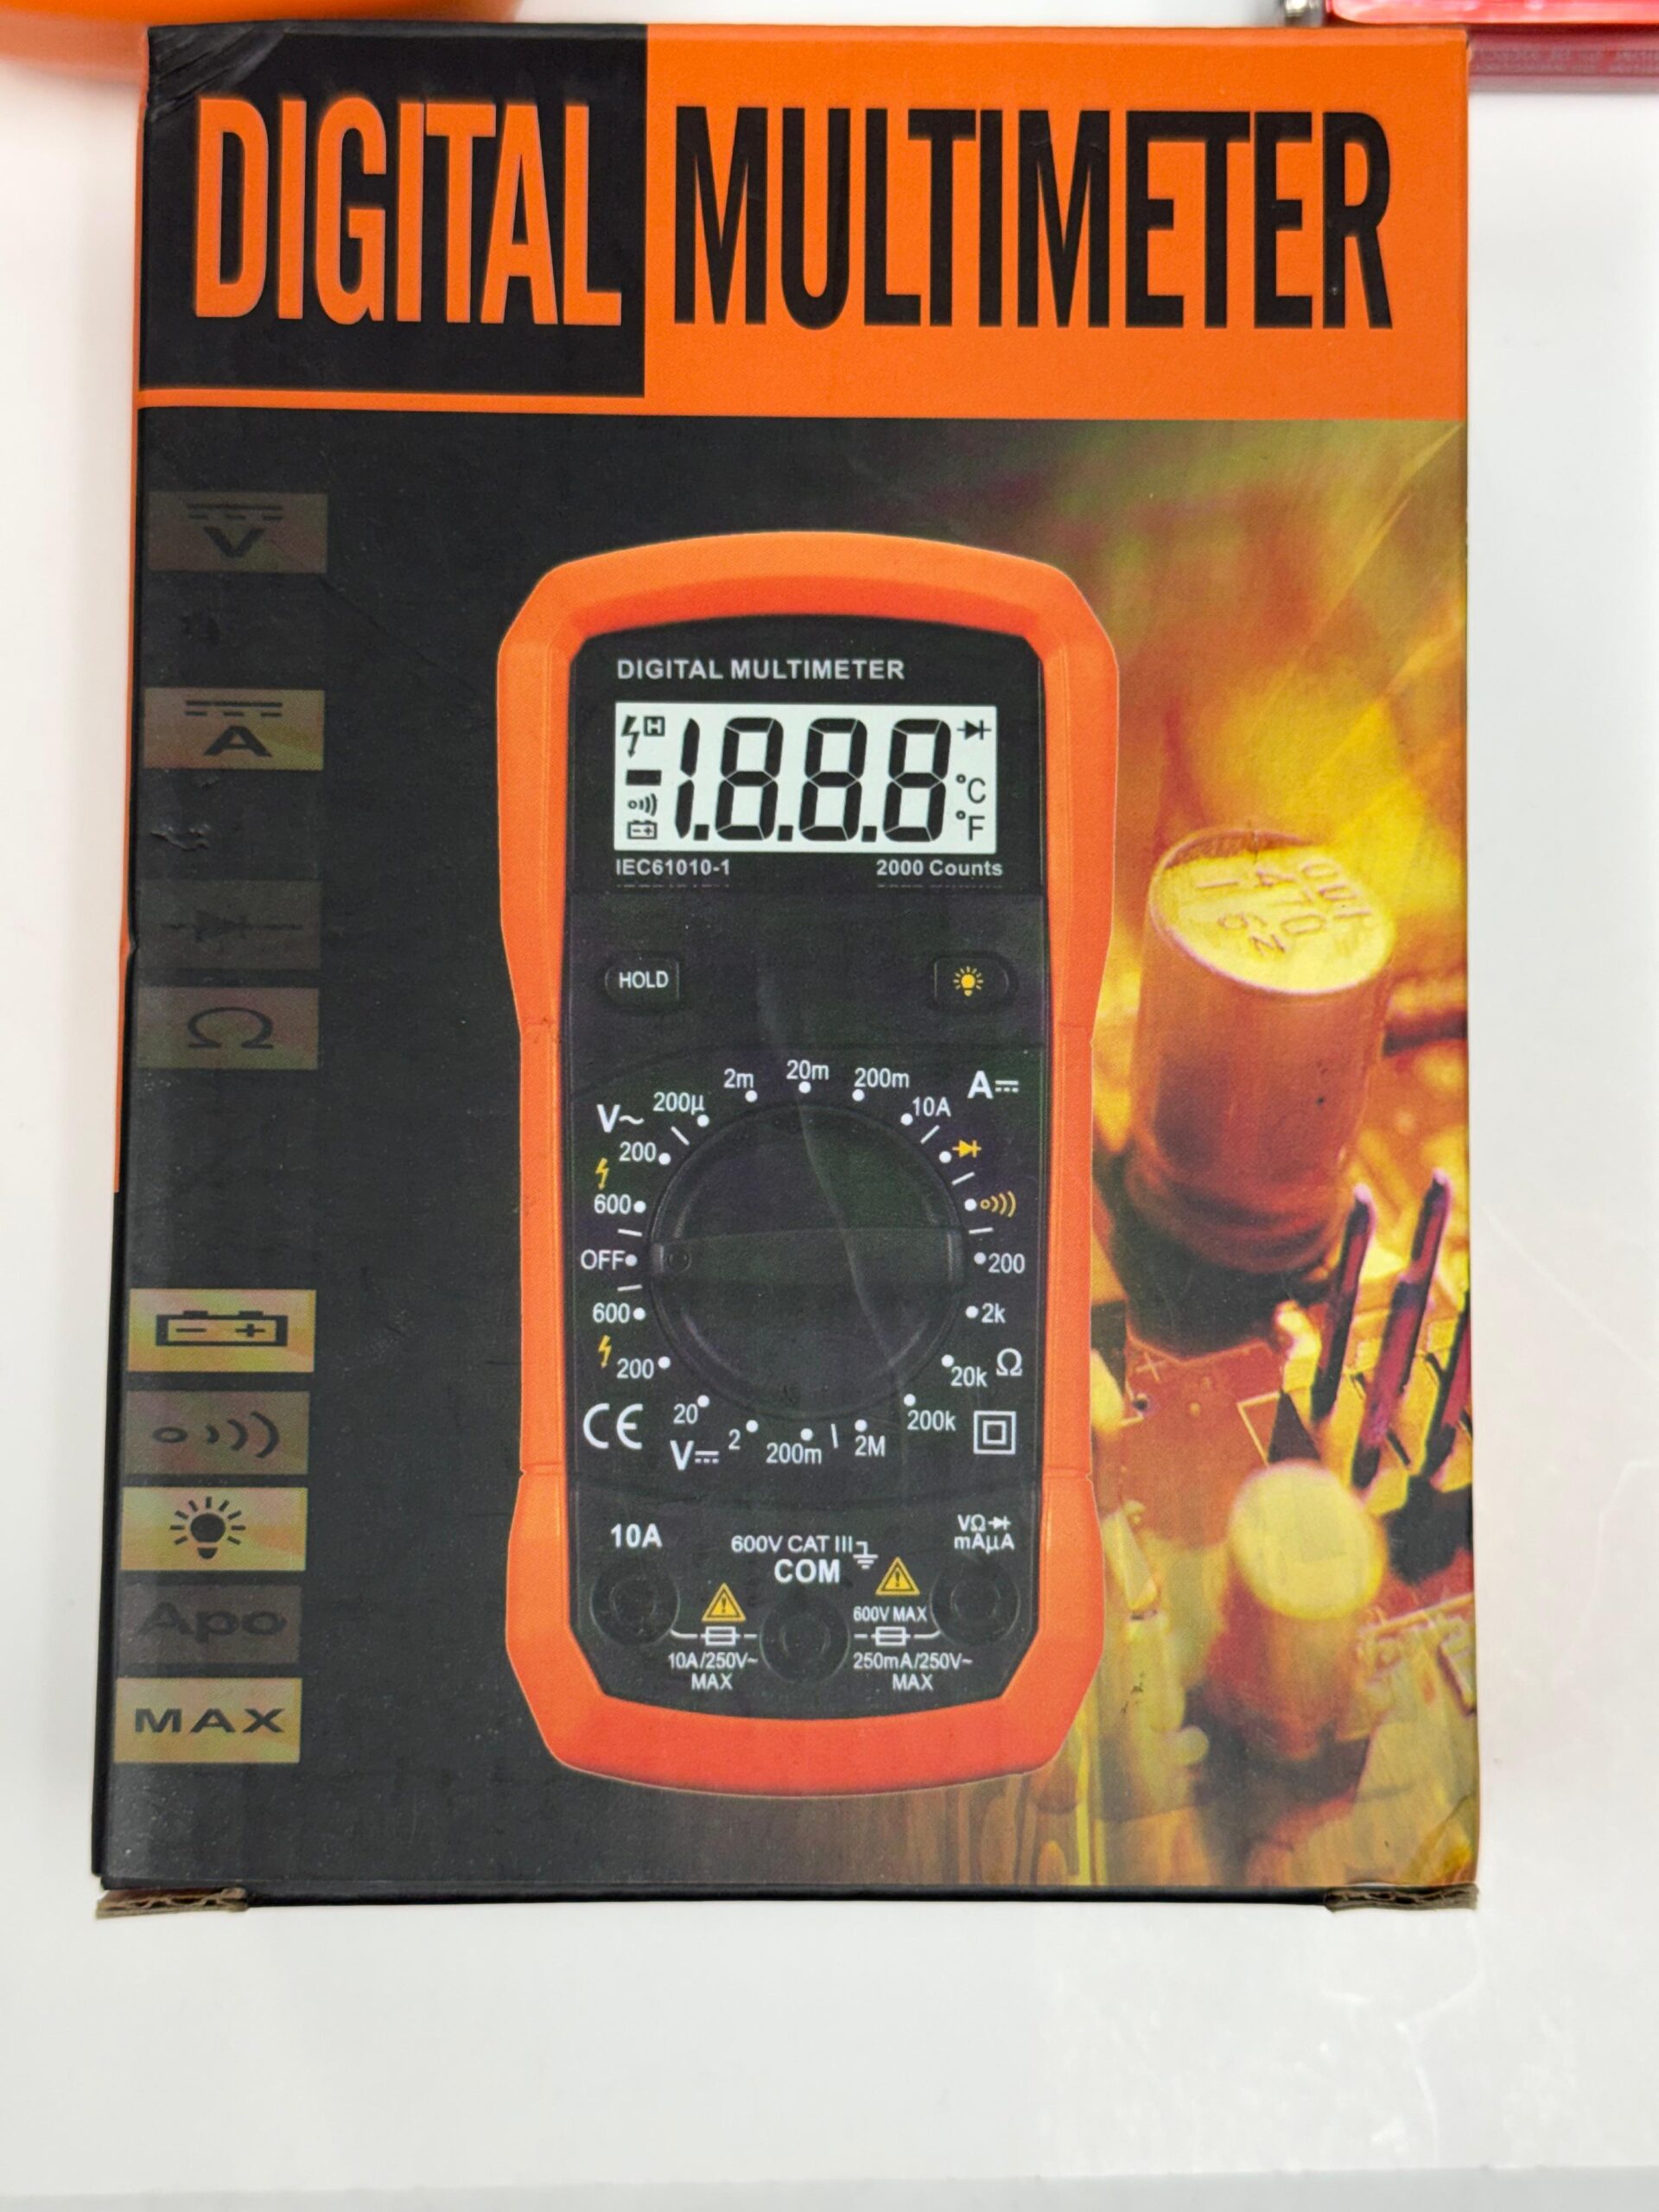 DIGITAL MULTIMETER
V
A
Ω
Apo
MAX
DIGITAL MULTIMETER
H
-1.8.8.8
°C
°F
IEC61010-1 2000 Counts
HOLD
2m 20m 200m A
V~ 200µ 10A
200
600
OFF 200
600 2k
200 20k Ω
CE 20 200k
V 2 200m 2M
10A 600V CAT III VΩ
COM mAµA
600V MAX
10A/250V~ 250mA/250V~
MAX MAX
470